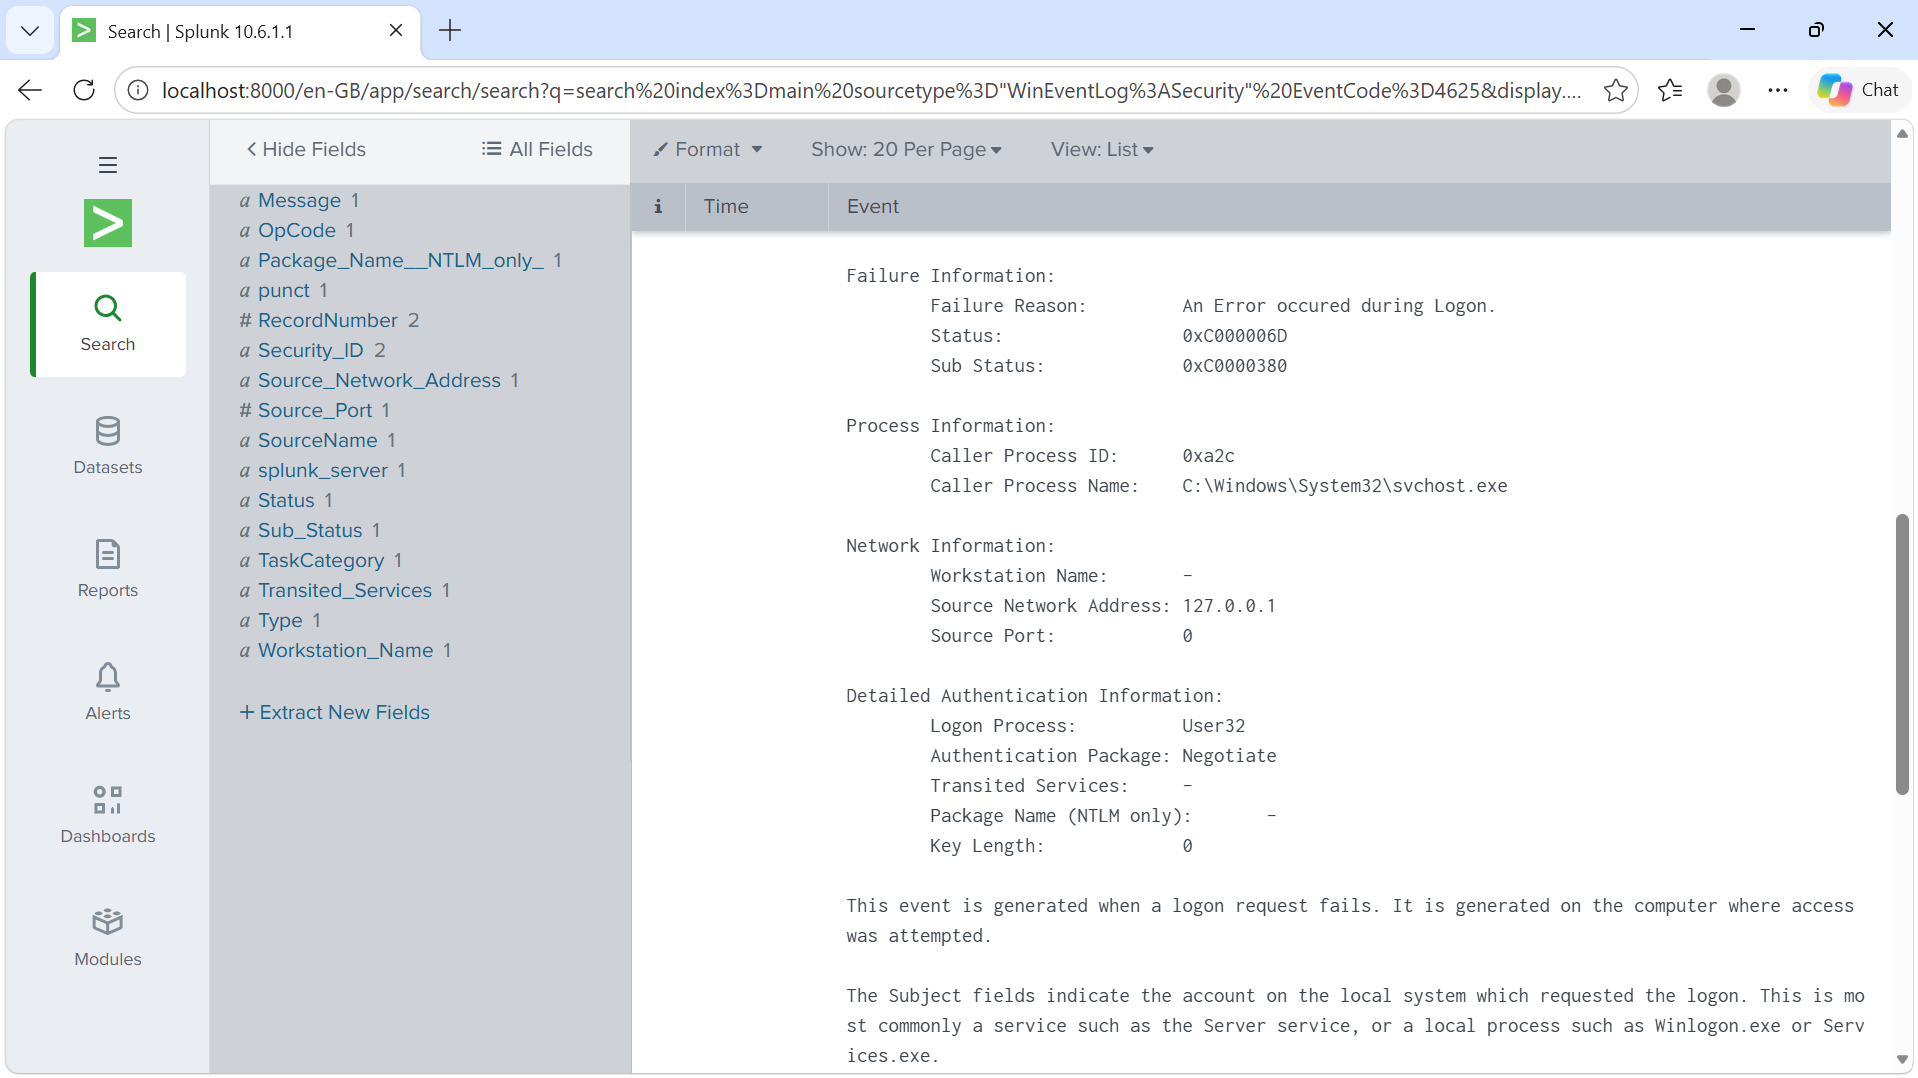 Search | Splunk 10.6.1.1
localhost:8000/en-GB/app/search/search?q=search%20index%3Dmain%20sourcetype%3D"WinEventLog%3ASecurity"%20EventCode%3D4625&display....
Chat
Search
Datasets
Reports
Alerts
Dashboards
Modules
Hide Fields
All Fields
a Message 1
a OpCode 1
a Package_Name__NTLM_only_ 1
a punct 1
# RecordNumber 2
a Security_ID 2
a Source_Network_Address 1
# Source_Port 1
a SourceName 1
a splunk_server 1
a Status 1
a Sub_Status 1
a TaskCategory 1
a Transited_Services 1
a Type 1
a Workstation_Name 1
+ Extract New Fields
Format
Show: 20 Per Page
View: List
i Time Event
Failure Information:
Failure Reason: An Error occured during Logon.
Status: 0xC000006D
Sub Status: 0xC0000380
Process Information:
Caller Process ID: 0xa2c
Caller Process Name: C:\Windows\System32\svchost.exe
Network Information:
Workstation Name: -
Source Network Address: 127.0.0.1
Source Port: 0
Detailed Authentication Information:
Logon Process: User32
Authentication Package: Negotiate
Transited Services: -
Package Name (NTLM only): -
Key Length: 0
This event is generated when a logon request fails. It is generated on the computer where access
was attempted.
The Subject fields indicate the account on the local system which requested the logon. This is mo
st commonly a service such as the Server service, or a local process such as Winlogon.exe or Serv
ices.exe.